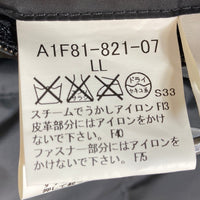 A1F81-821-07
LL
ドライ
セキユ系
S33
スチームでうかしアイロン F13
皮革部分にはアイロンをかけ
ないで下さい。 F40
ファスナー部分にはアイロンを
かけないで下さい。 F75